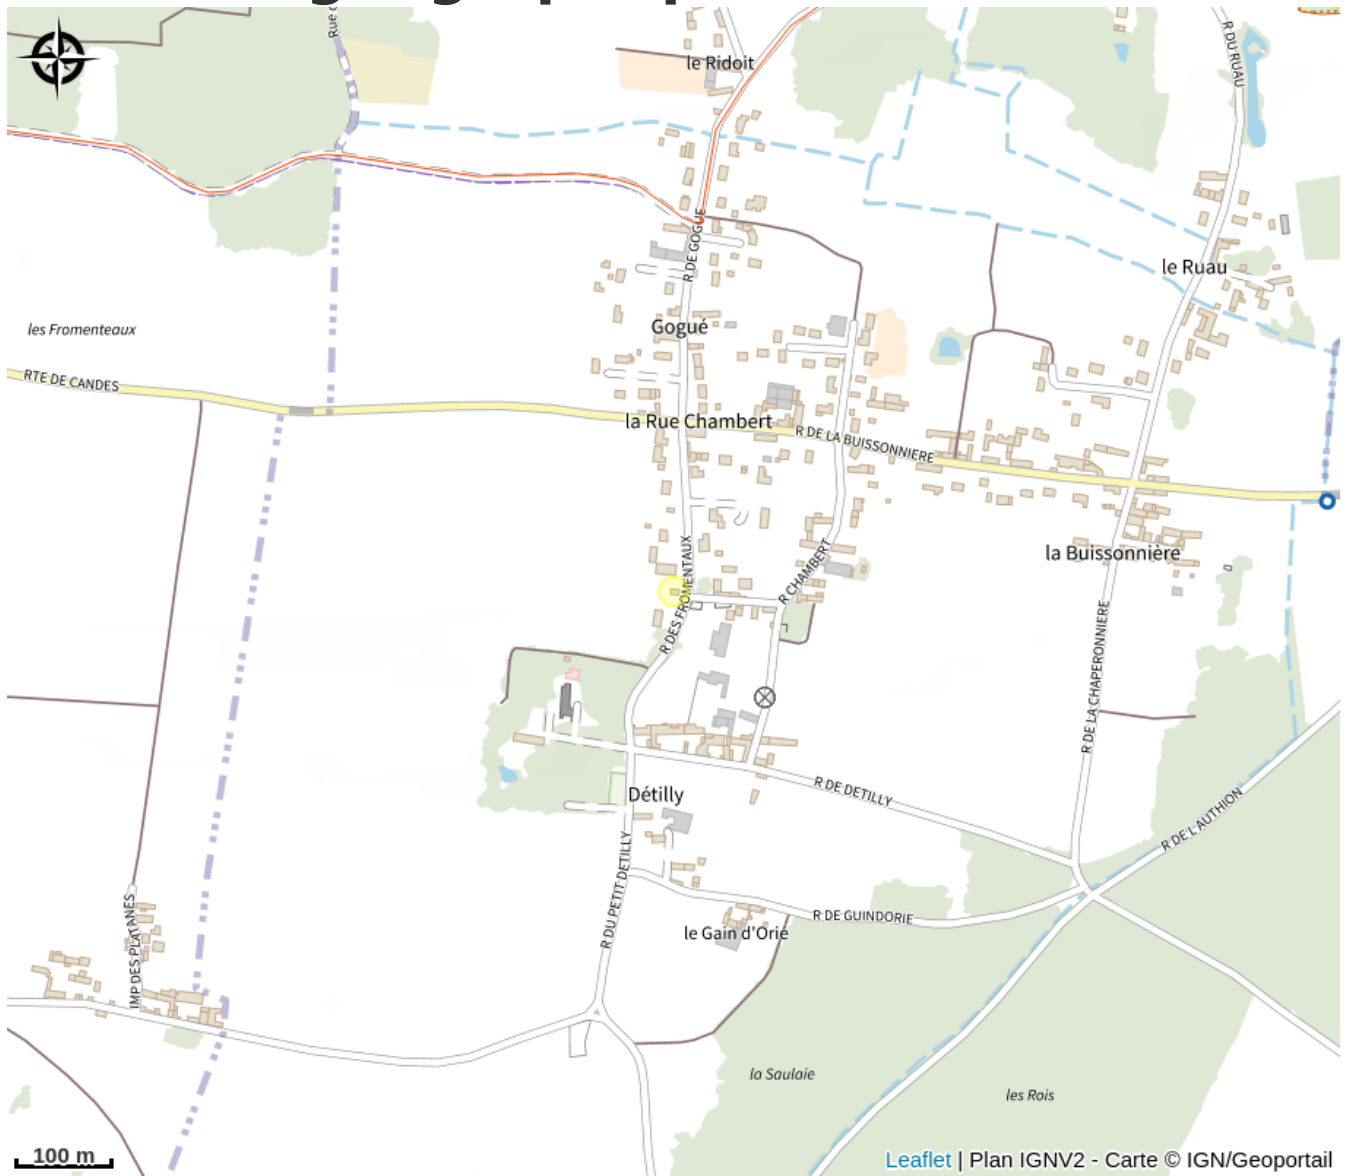 Rue
le Ridoit
R DU RUAU
R DE GOGUE
le Ruau
les Fromenteaux
Gogué
RTE DE CANDES
la Rue Chambert
R DE LA BUISSONNIERE
la Buissonnière
R DES FROMENTAUX
R CHAMBERT
R DE LA CHAPERONNIERE
R DE DETILLY
Détilly
R DE L'AUTHION
R DU PETIT DETILLY
IMP DES PLATANES
R DE GUINDORIE
le Gain d'Orié
la Saulaie
les Rois
100 m
Leaflet | Plan IGNV2 - Carte © IGN/Geoportail